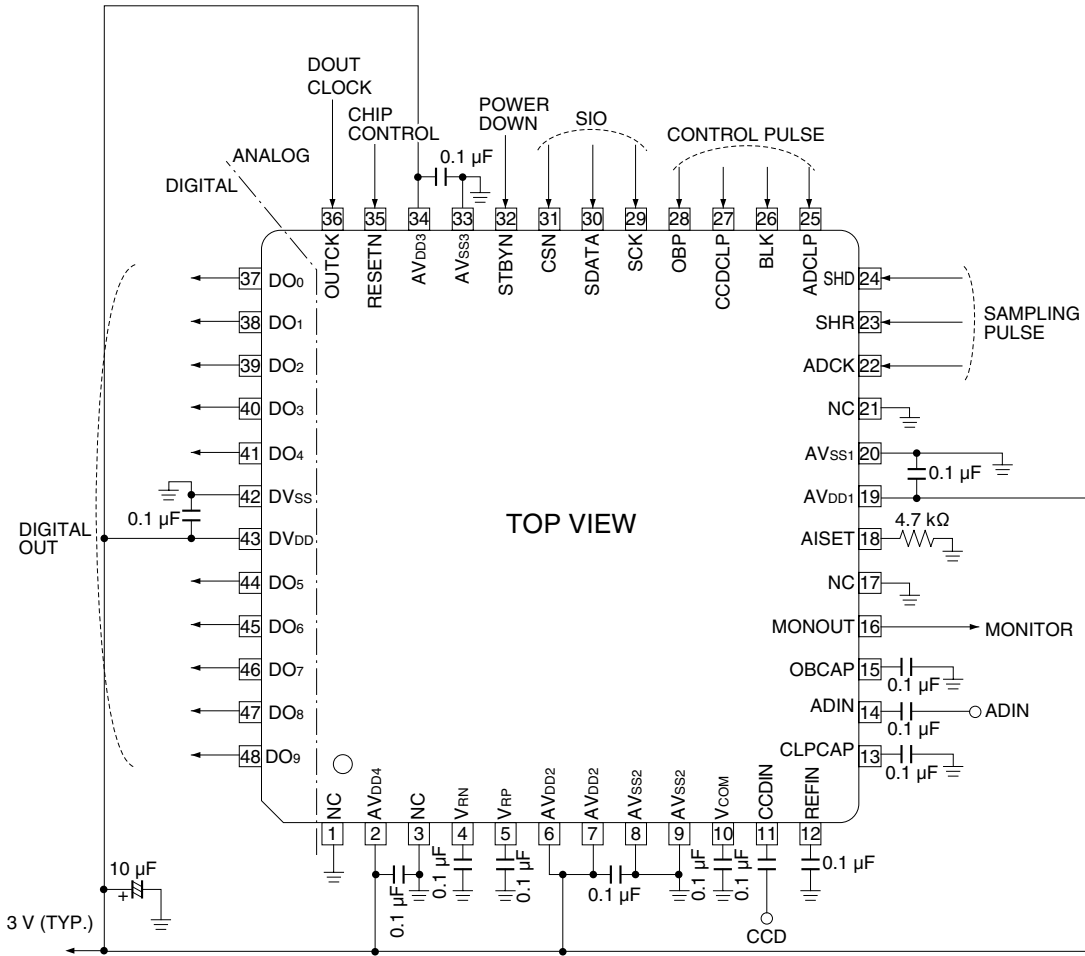 DOUT
CLOCK
CHIP
CONTROL
POWER
DOWN
SIO
CONTROL PULSE
0.1 µF
ANALOG
DIGITAL
36 35 34 33 32 31 30 29 28 27 26 25
OUTCK RESETN AVDD3 AVSS3 STBYN CSN SDATA SCK OBP CCDCLP BLK ADCLP
37 DO0
38 DO1
39 DO2
40 DO3
41 DO4
42 DVSS
0.1 µF
43 DVDD
44 DO5
45 DO6
46 DO7
47 DO8
48 DO9
DIGITAL
OUT
TOP VIEW
SHD 24
SHR 23
ADCK 22
SAMPLING
PULSE
NC 21
AVSS1 20
0.1 µF
AVDD1 19
4.7 kΩ
AISET 18
NC 17
MONOUT 16
MONITOR
OBCAP 15
0.1 µF
ADIN 14
ADIN
0.1 µF
CLPCAP 13
0.1 µF
NC AVDD4 NC VRN VRP AVDD2 AVDD2 AVSS2 AVSS2 VCOM CCDIN REFIN
1 2 3 4 5 6 7 8 9 10 11 12
0.1 µF
0.1 µF
0.1 µF
0.1 µF
0.1 µF
0.1 µF
0.1 µF
10 µF
+
3 V (TYP.)
CCD